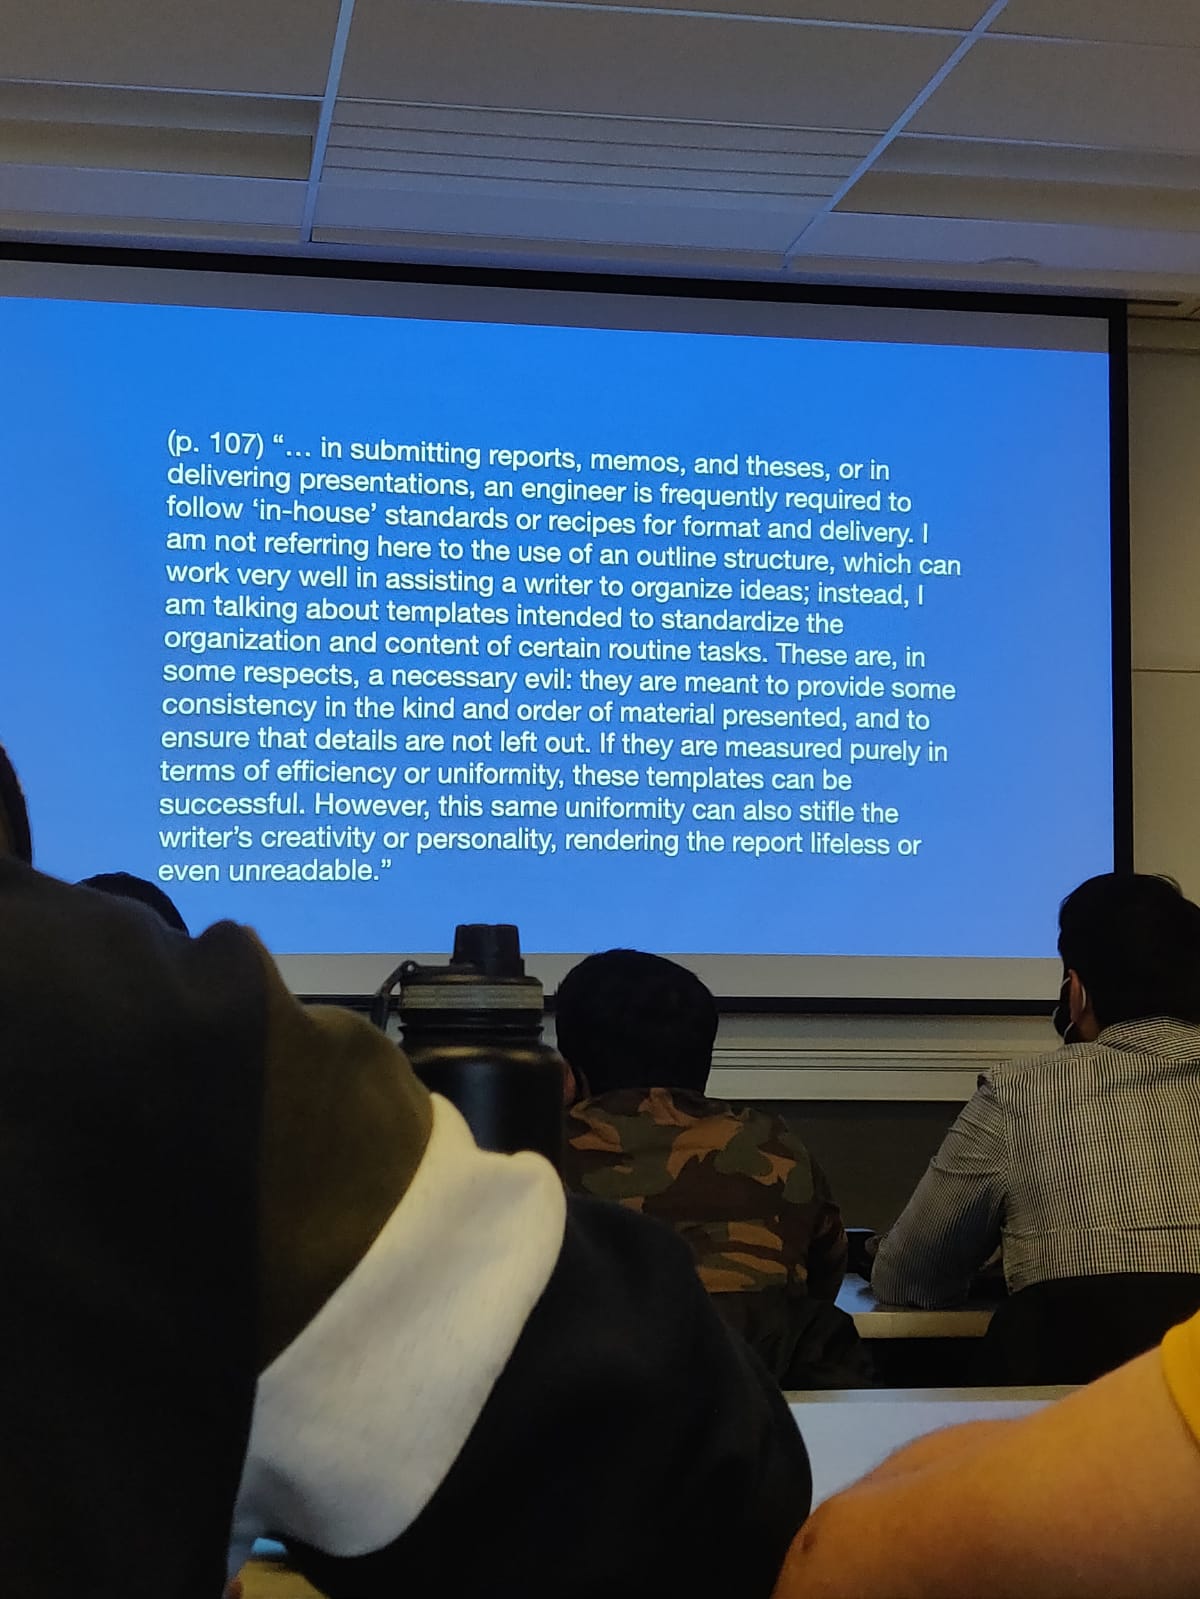 (p. 107) “… in submitting reports, memos, and theses, or in
delivering presentations, an engineer is frequently required to
follow ‘in-house’ standards or recipes for format and delivery. I
am not referring here to the use of an outline structure, which can
work very well in assisting a writer to organize ideas; instead, I
am talking about templates intended to standardize the
organization and content of certain routine tasks. These are, in
some respects, a necessary evil: they are meant to provide some
consistency in the kind and order of material presented, and to
ensure that details are not left out. If they are measured purely in
terms of efficiency or uniformity, these templates can be
successful. However, this same uniformity can also stifle the
writer’s creativity or personality, rendering the report lifeless or
even unreadable.”